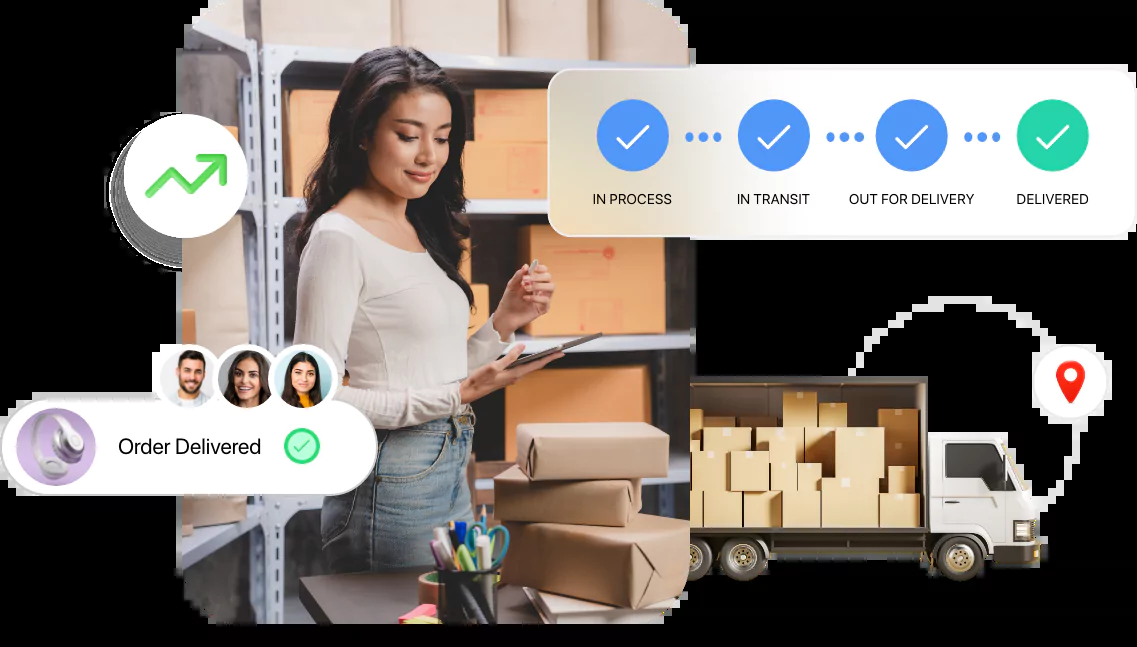 IN PROCESS
IN TRANSIT
OUT FOR DELIVERY
DELIVERED
Order Delivered